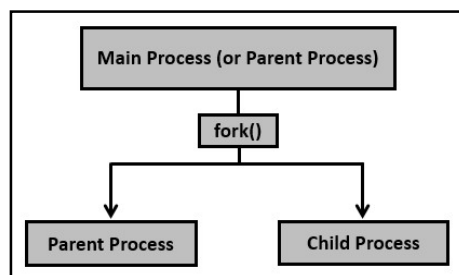 Main Process (or Parent Process)
fork()
Parent Process
Child Process